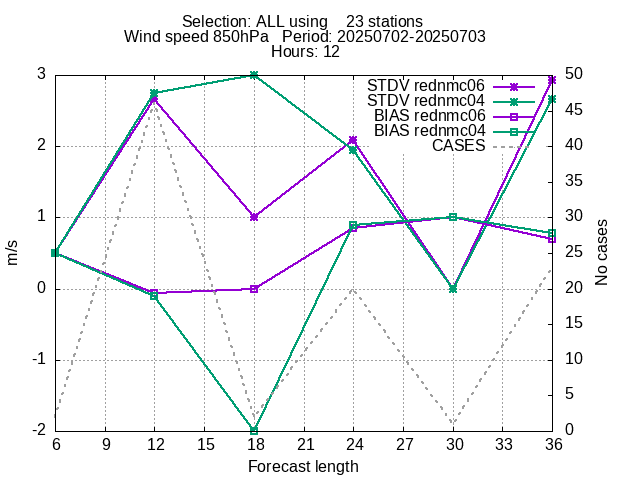 Selection: ALL using    23 stations
Wind speed 850hPa   Period: 20250702-20250703
Hours: 12
STDV rednmc06
STDV rednmc04
BIAS rednmc06
BIAS rednmc04
CASES
3
2
1
0
-1
-2
m/s
50
45
40
35
30
25
20
15
10
5
0
No cases
6 9 12 15 18 21 24 27 30 33 36
Forecast length